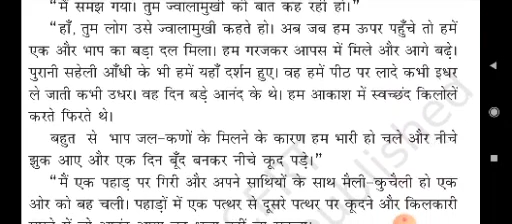 "मैं समझ गया। तुम ज्वालामुखी की बात कह रही हो।"
"हाँ, तुम लोग उसे ज्वालामुखी कहते हो। अब जब हम ऊपर पहुँचे तो हमें
एक और भाप का बड़ा दल मिला। हम गरजकर आपस में मिले और आगे बढ़े।
पुरानी सहेली आँधी के भी हमें यहाँ दर्शन हुए। वह हमें पीठ पर लादे कभी इधर
ले जाती कभी उधर। वह दिन बड़े आनंद के थे। हम आकाश में स्वच्छंद किलोलें
करते फिरते थे।
बहुत से भाप जल-कणों के मिलने के कारण हम भारी हो चले और नीचे
झुक आए और एक दिन बूँद बनकर नीचे कूद पड़े।"
"मैं एक पहाड़ पर गिरी और अपने साथियों के साथ मैली-कुचैली हो एक
ओर को बह चली। पहाड़ों में एक पत्थर से दूसरे पत्थर पर कूदने और किलकारी